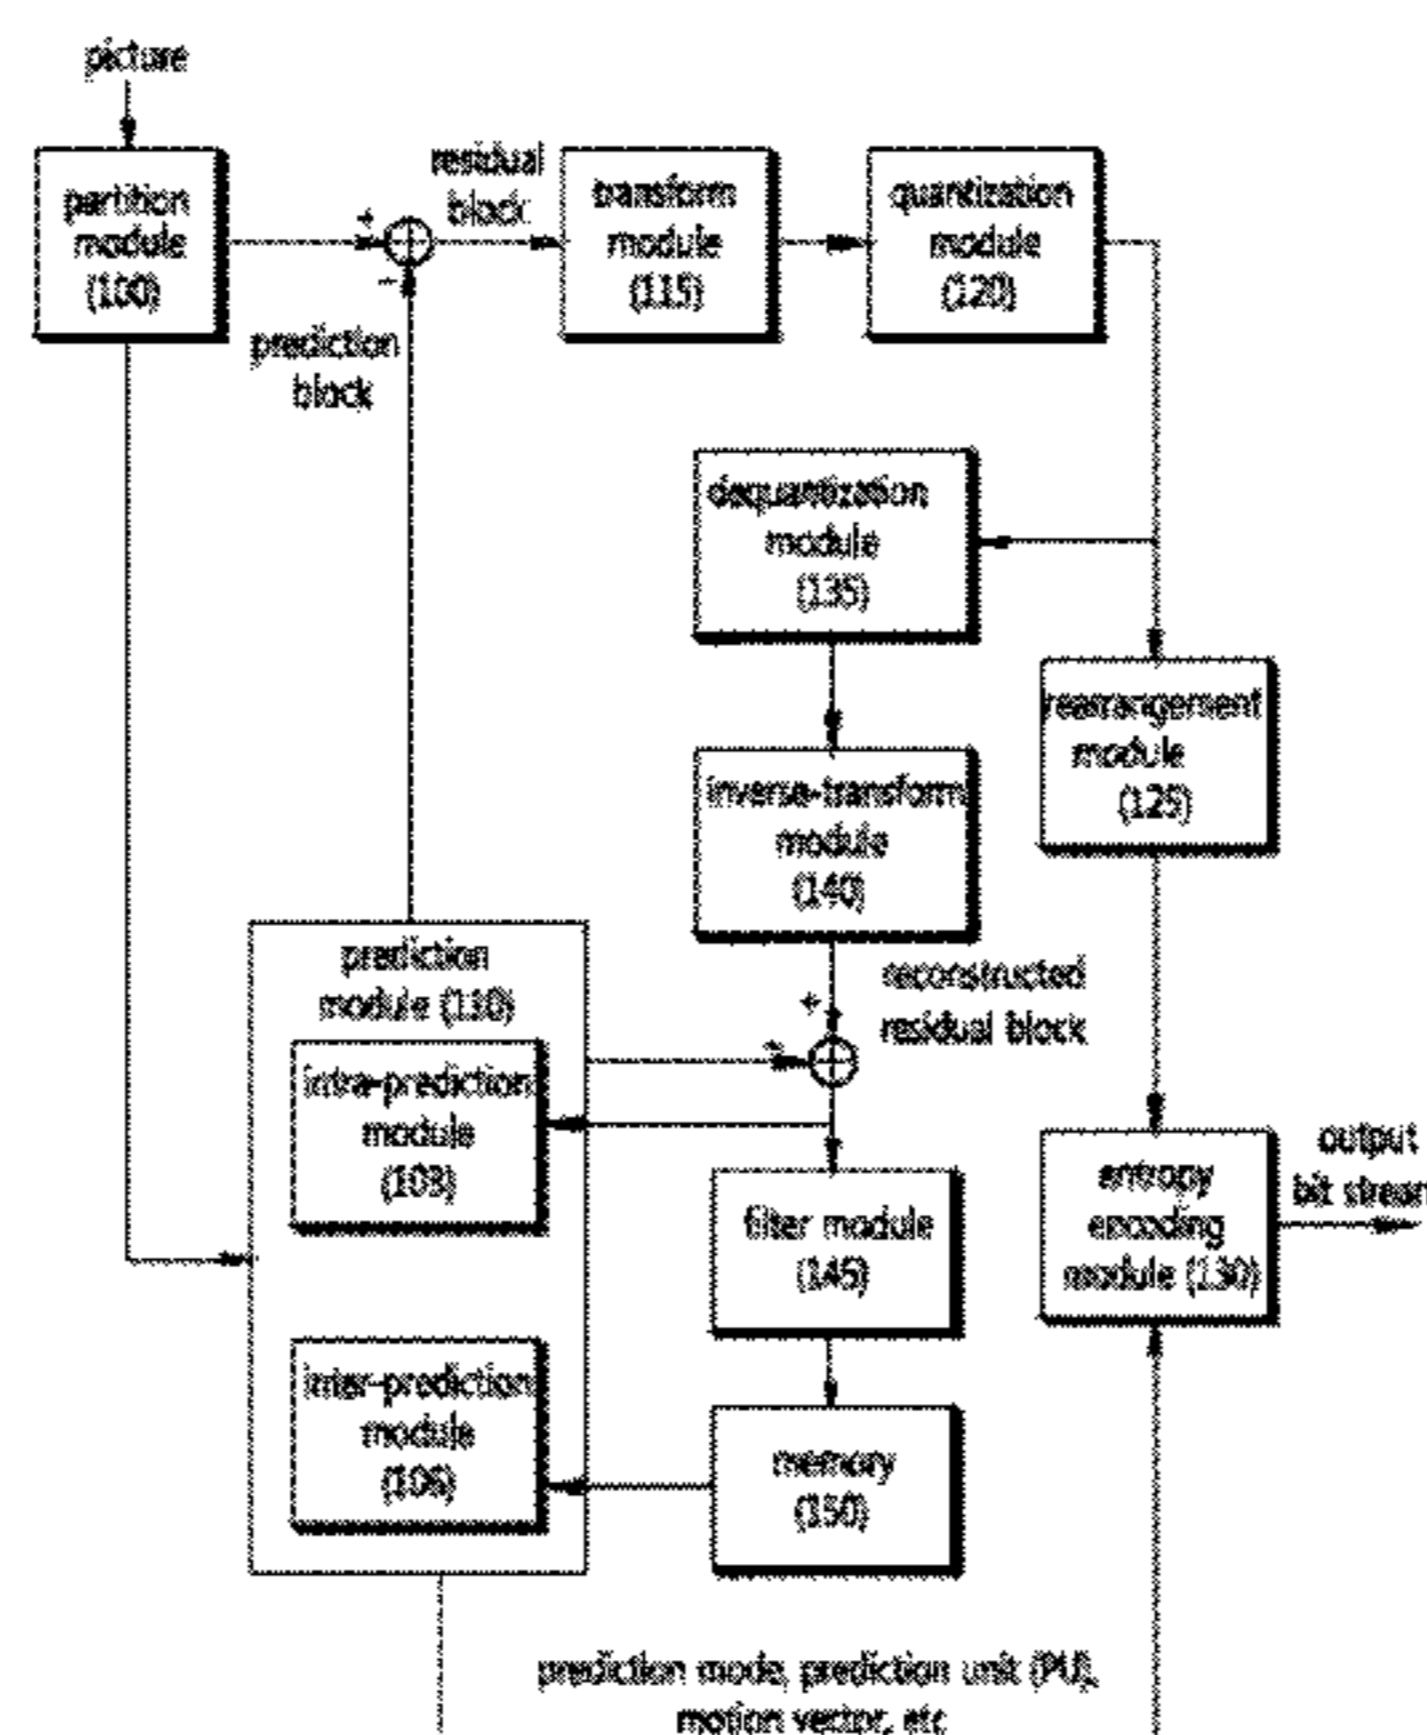 picture
partition
module
(100)
+
−
residual
block
transform
module
(115)
quantization
module
(120)
prediction
block
dequantization
module
(135)
rearrangement
module
(125)
inverse-transform
module
(140)
prediction
module (110)
+
+
reconstructed
residual block
intra-prediction
module
(103)
filter module
(145)
entropy
encoding
module (130)
output
bit stream
inter-prediction
module
(106)
memory
(150)
prediction mode, prediction unit (PU),
motion vector, etc